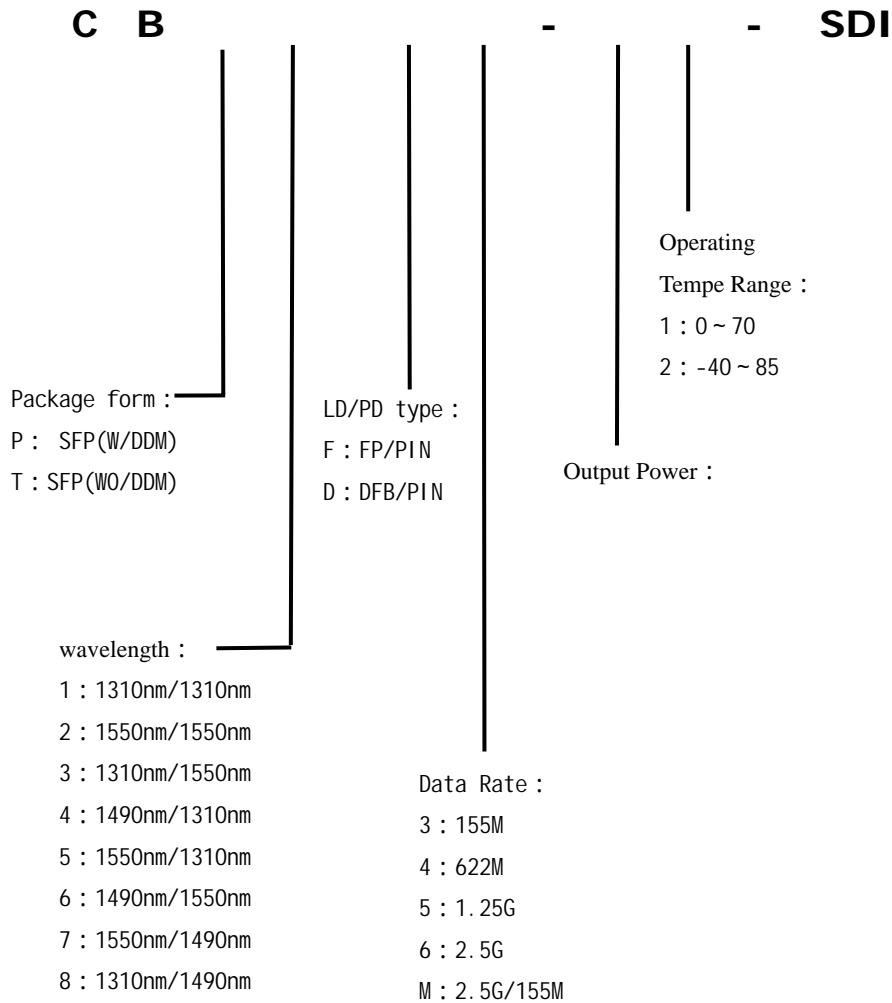 C B - - SDI
Operating
Tempe Range：
1：0~70
2：-40~85
Package form：
P： SFP(W/DDM)
T：SFP(WO/DDM)
LD/PD type：
F：FP/PIN
D：DFB/PIN
Output Power：
wavelength：
1：1310nm/1310nm
2：1550nm/1550nm
3：1310nm/1550nm
4：1490nm/1310nm
5：1550nm/1310nm
6：1490nm/1550nm
7：1550nm/1490nm
8：1310nm/1490nm
Data Rate：
3：155M
4：622M
5：1.25G
6：2.5G
M：2.5G/155M